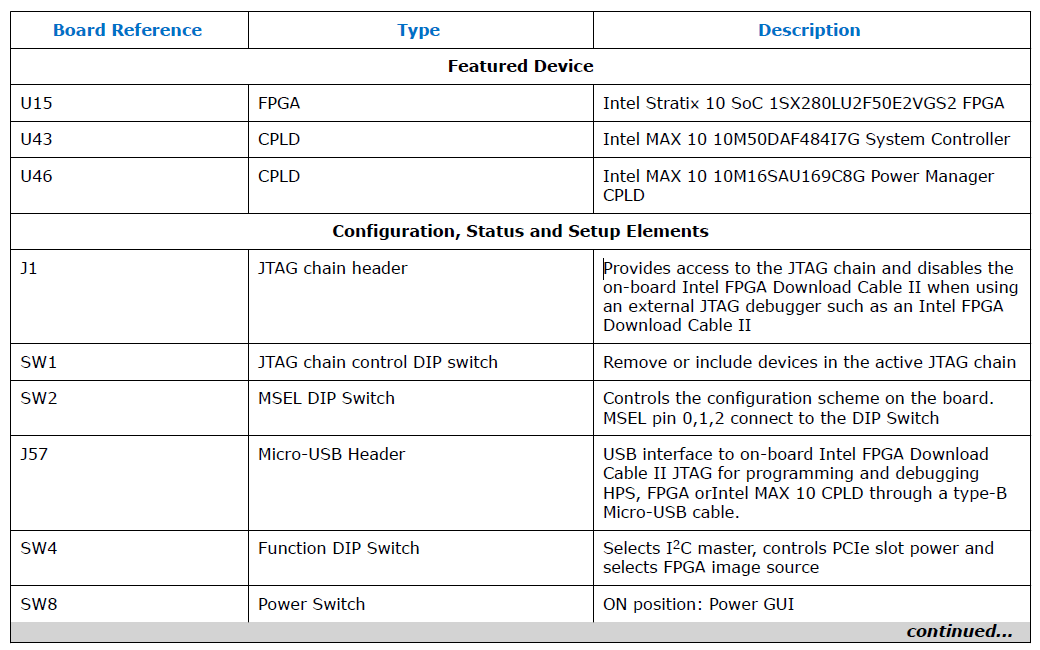 Board Reference Type Description
Featured Device
U15 FPGA Intel Stratix 10 SoC 1SX280LU2F50E2VGS2 FPGA
U43 CPLD Intel MAX 10 10M50DAF484I7G System Controller
U46 CPLD Intel MAX 10 10M16SAU169C8G Power Manager
CPLD
Configuration, Status and Setup Elements
J1 JTAG chain header Provides access to the JTAG chain and disables the
on-board Intel FPGA Download Cable II when using
an external JTAG debugger such as an Intel FPGA
Download Cable II
SW1 JTAG chain control DIP switch Remove or include devices in the active JTAG chain
SW2 MSEL DIP Switch Controls the configuration scheme on the board.
MSEL pin 0,1,2 connect to the DIP Switch
J57 Micro-USB Header USB interface to on-board Intel FPGA Download
Cable II JTAG for programming and debugging
HPS, FPGA orIntel MAX 10 CPLD through a type-B
Micro-USB cable.
SW4 Function DIP Switch Selects I²C master, controls PCIe slot power and
selects FPGA image source
SW8 Power Switch ON position: Power GUI
continued...